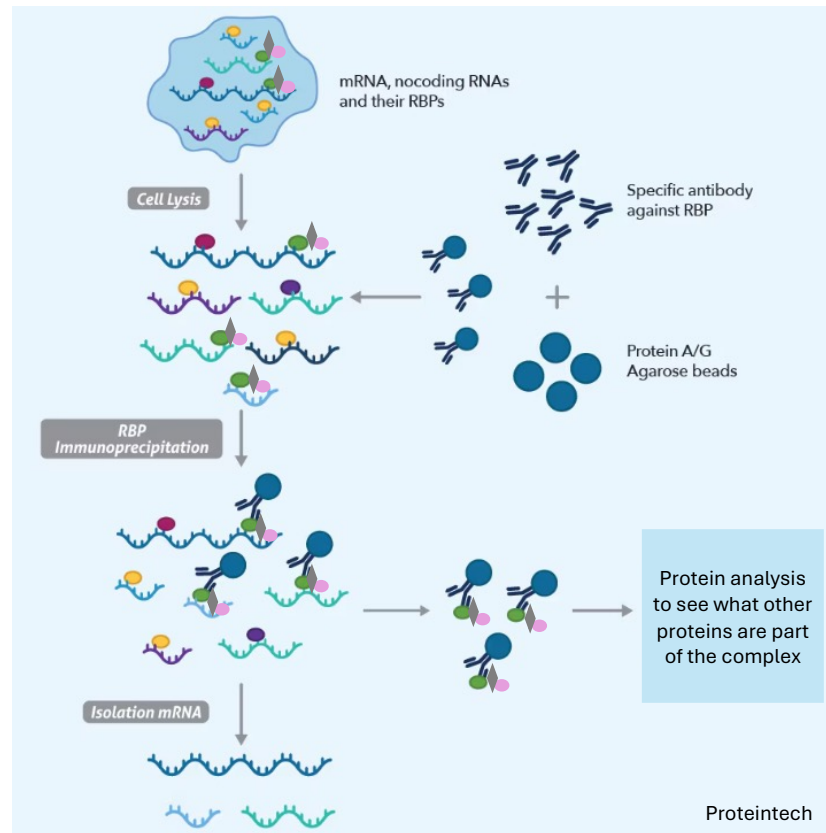 mRNA, nocoding RNAs
and their RBPs
Cell Lysis
Specific antibody
against RBP
Protein A/G
Agarose beads
RBP
Immunoprecipitation
Protein analysis
to see what other
proteins are part
of the complex
Isolation mRNA
Proteintech